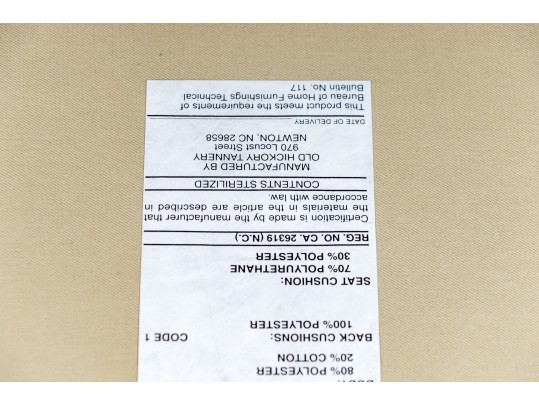 80% POLYESTER
20% COTTON
BACK CUSHIONS: CODE 1
100% POLYESTER
SEAT CUSHION:
70% POLYURETHANE
30% POLYESTER
REG. NO. CA. 26319 (N.C.)
Certification is made by the manufacturer that
the materials in the article are described in
accordance with law.
CONTENTS STERILIZED
MANUFACTURED BY
OLD HICKORY TANNERY
970 Locust Street
NEWTON, NC 28658
DATE OF DELIVERY
This product meets the requirements of
Bureau of Home Furnishings Technical
Bulletin No. 117